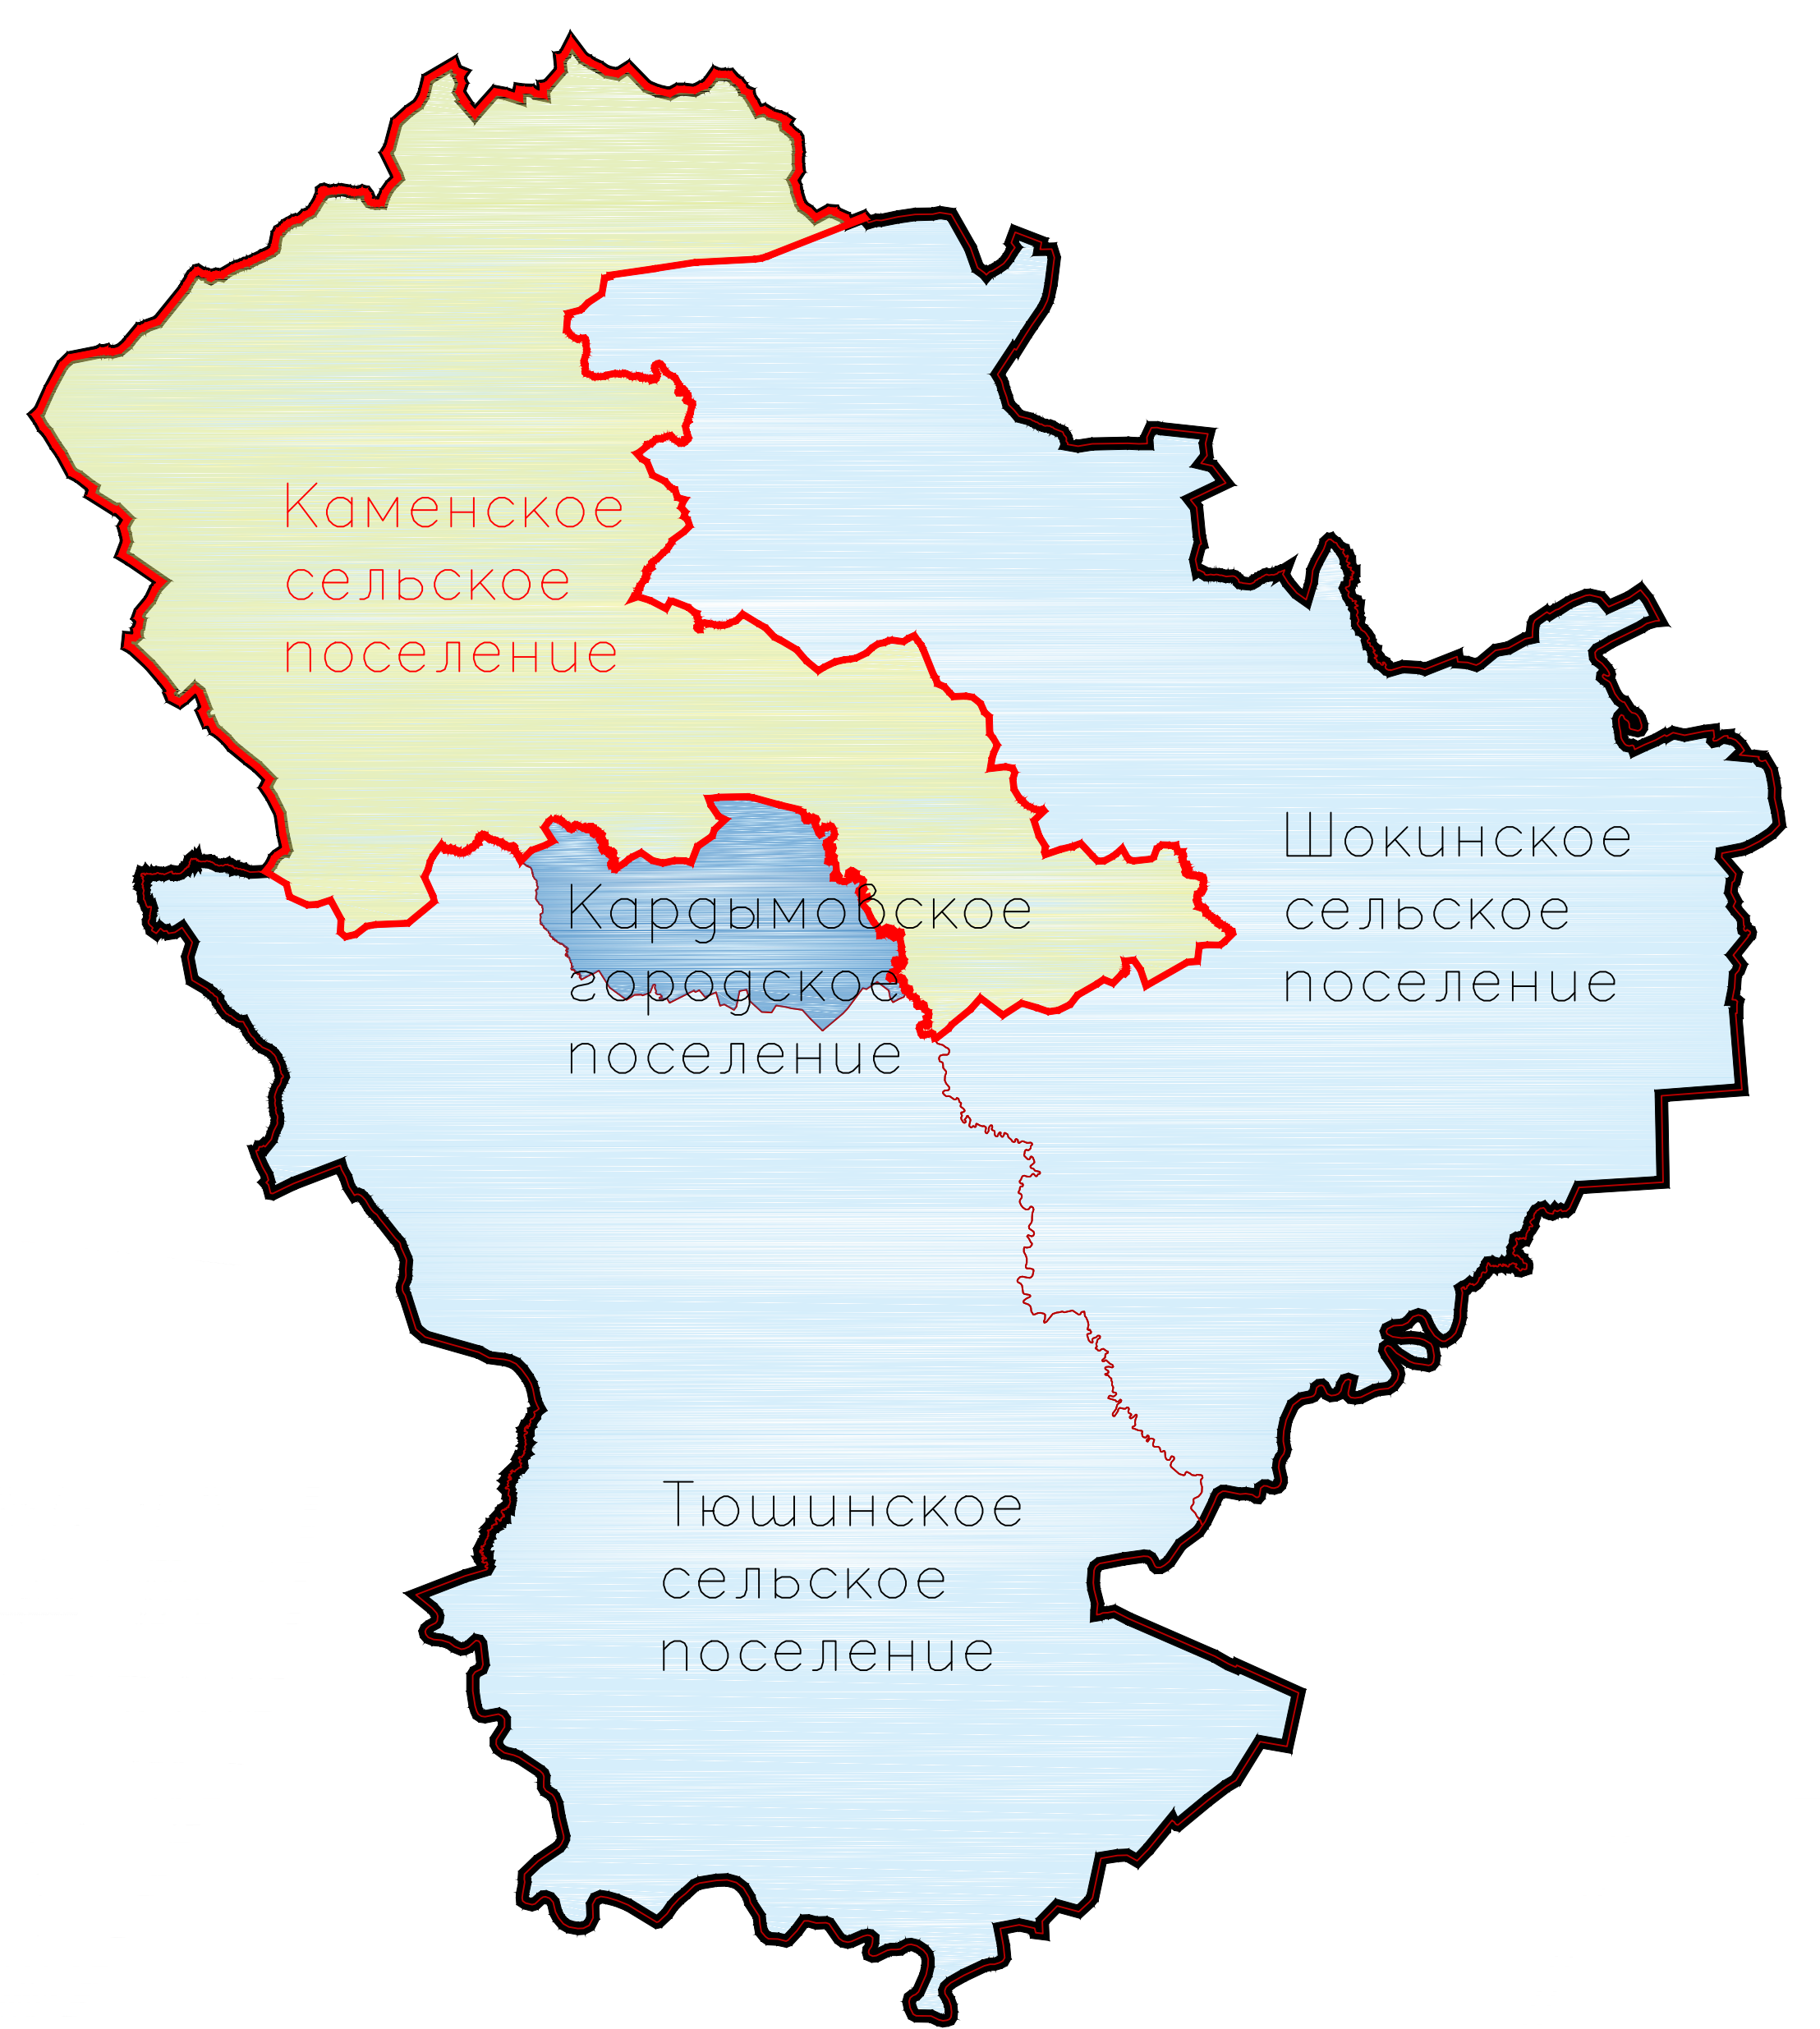 Каменское
сельское
поселение
Шокинское
сельское
поселение
Кардымовское
городское
поселение
Тюшинское
сельское
поселение